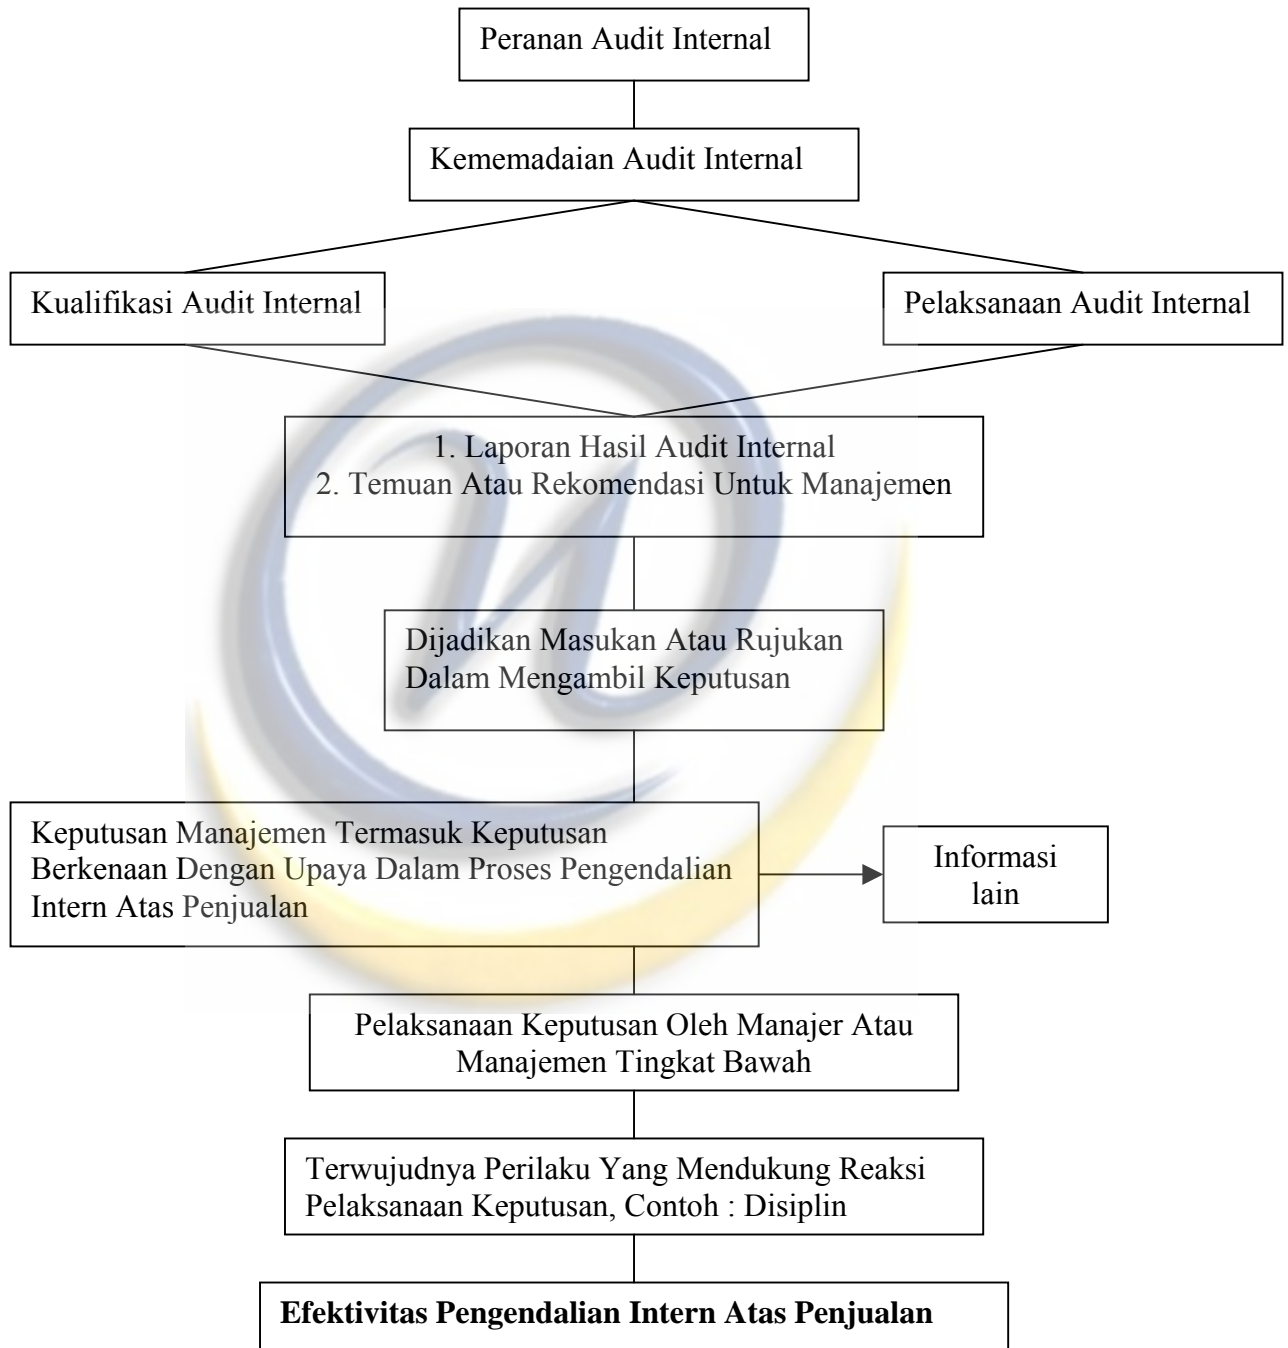 Peranan Audit Internal
Kememadaian Audit Internal
Kualifikasi Audit Internal
Pelaksanaan Audit Internal
1. Laporan Hasil Audit Internal
2. Temuan Atau Rekomendasi Untuk Manajemen
Dijadikan Masukan Atau Rujukan
Dalam Mengambil Keputusan
Keputusan Manajemen Termasuk Keputusan
Berkenaan Dengan Upaya Dalam Proses Pengendalian
Intern Atas Penjualan
Informasi
lain
Pelaksanaan Keputusan Oleh Manajer Atau
Manajemen Tingkat Bawah
Terwujudnya Perilaku Yang Mendukung Reaksi
Pelaksanaan Keputusan, Contoh : Disiplin
Efektivitas Pengendalian Intern Atas Penjualan